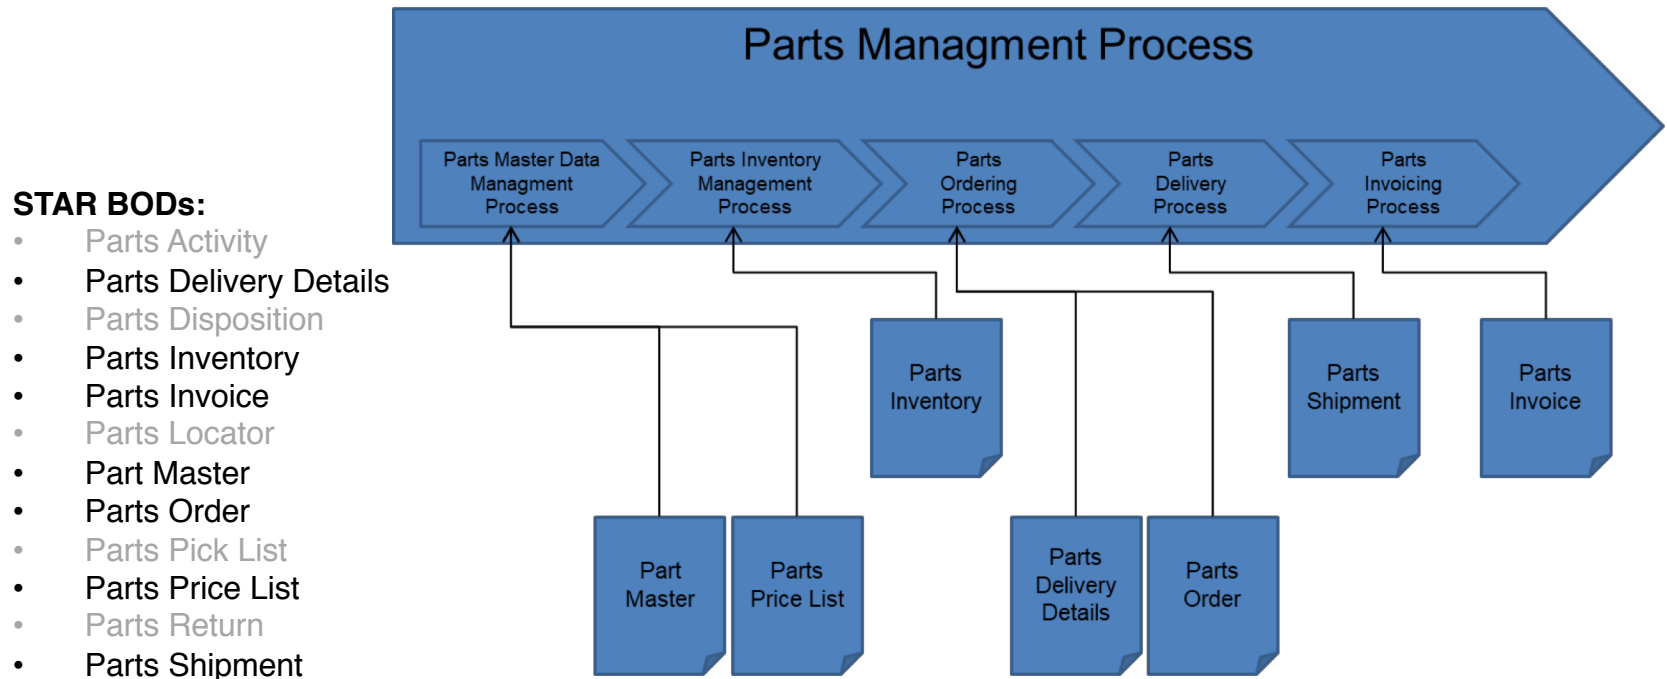 Parts Managment Process
Parts Master Data
Managment
Process
Parts Inventory
Management
Process
Parts
Ordering
Process
Parts
Delivery
Process
Parts
Invoicing
Process
STAR BODs:
• Parts Activity
• Parts Delivery Details
• Parts Disposition
• Parts Inventory
• Parts Invoice
• Parts Locator
• Part Master
• Parts Order
• Parts Pick List
• Parts Price List
• Parts Return
• Parts Shipment
Parts
Inventory
Parts
Shipment
Parts
Invoice
Part
Master
Parts
Price List
Parts
Delivery
Details
Parts
Order